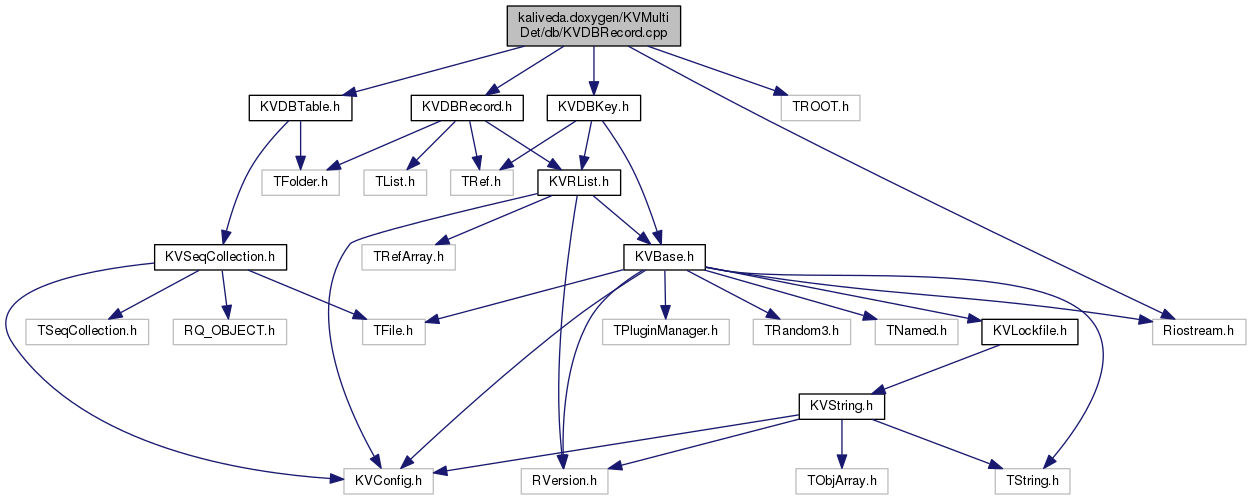 kaliveda.doxygen/KVMulti
Det/db/KVDBRecord.cpp
KVDBTable.h
KVDBRecord.h
KVDBKey.h
TROOT.h
TFolder.h
TList.h
TRef.h
KVRList.h
KVSeqCollection.h
TRefArray.h
KVBase.h
TSeqCollection.h
RQ_OBJECT.h
TFile.h
TPluginManager.h
TRandom3.h
TNamed.h
KVLockfile.h
Riostream.h
KVString.h
KVConfig.h
RVersion.h
TObjArray.h
TString.h